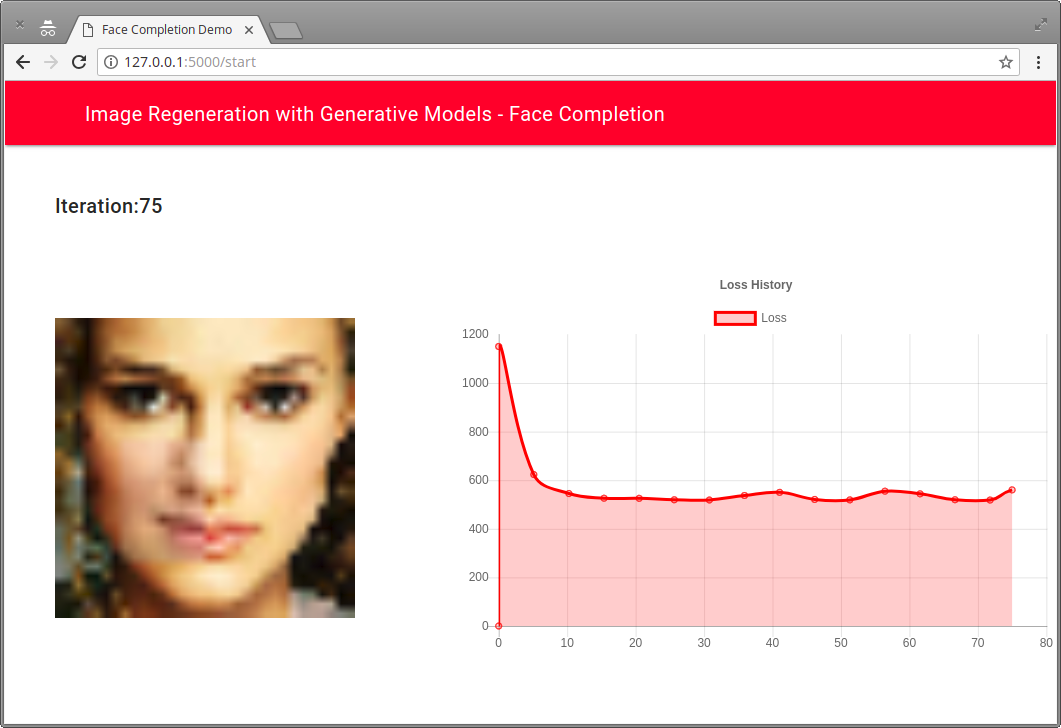 Face Completion Demo
127.0.0.1:5000/start
Image Regeneration with Generative Models - Face Completion
Iteration:75
Loss History
Loss
1200
1000
800
600
400
200
0
0 10 20 30 40 50 60 70 80